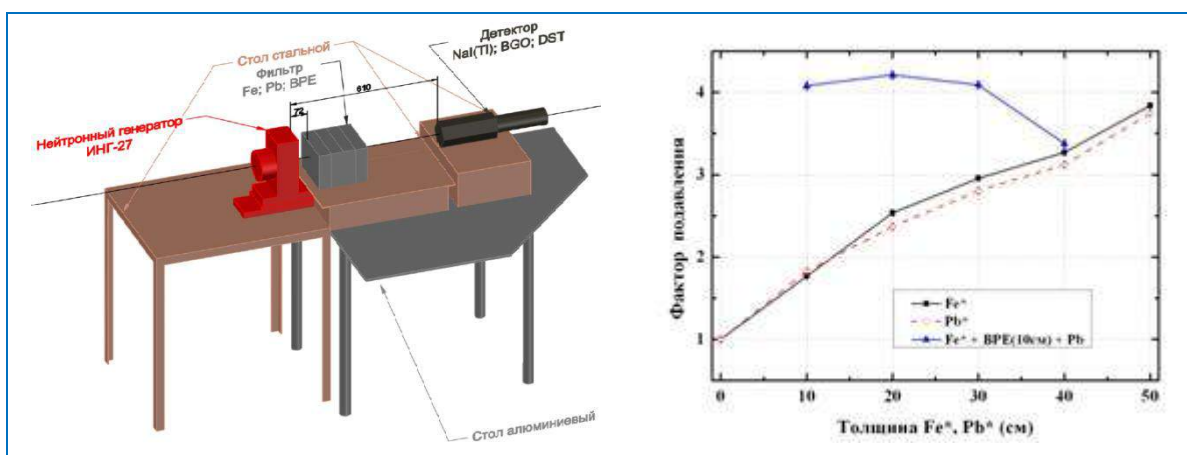 Детектор
NaI(Tl); BGO; DST
Стол стальной
Фильтр
Fe; Pb; BPE
610
72
Нейтронный генератор
ИНГ-27
Стол алюминиевый
Фактор подавления
4
3
2
1
Fe*
Pb*
Fe* + BPE(10см) + Pb
0 10 20 30 40 50
Толщина Fe*, Pb* (см)